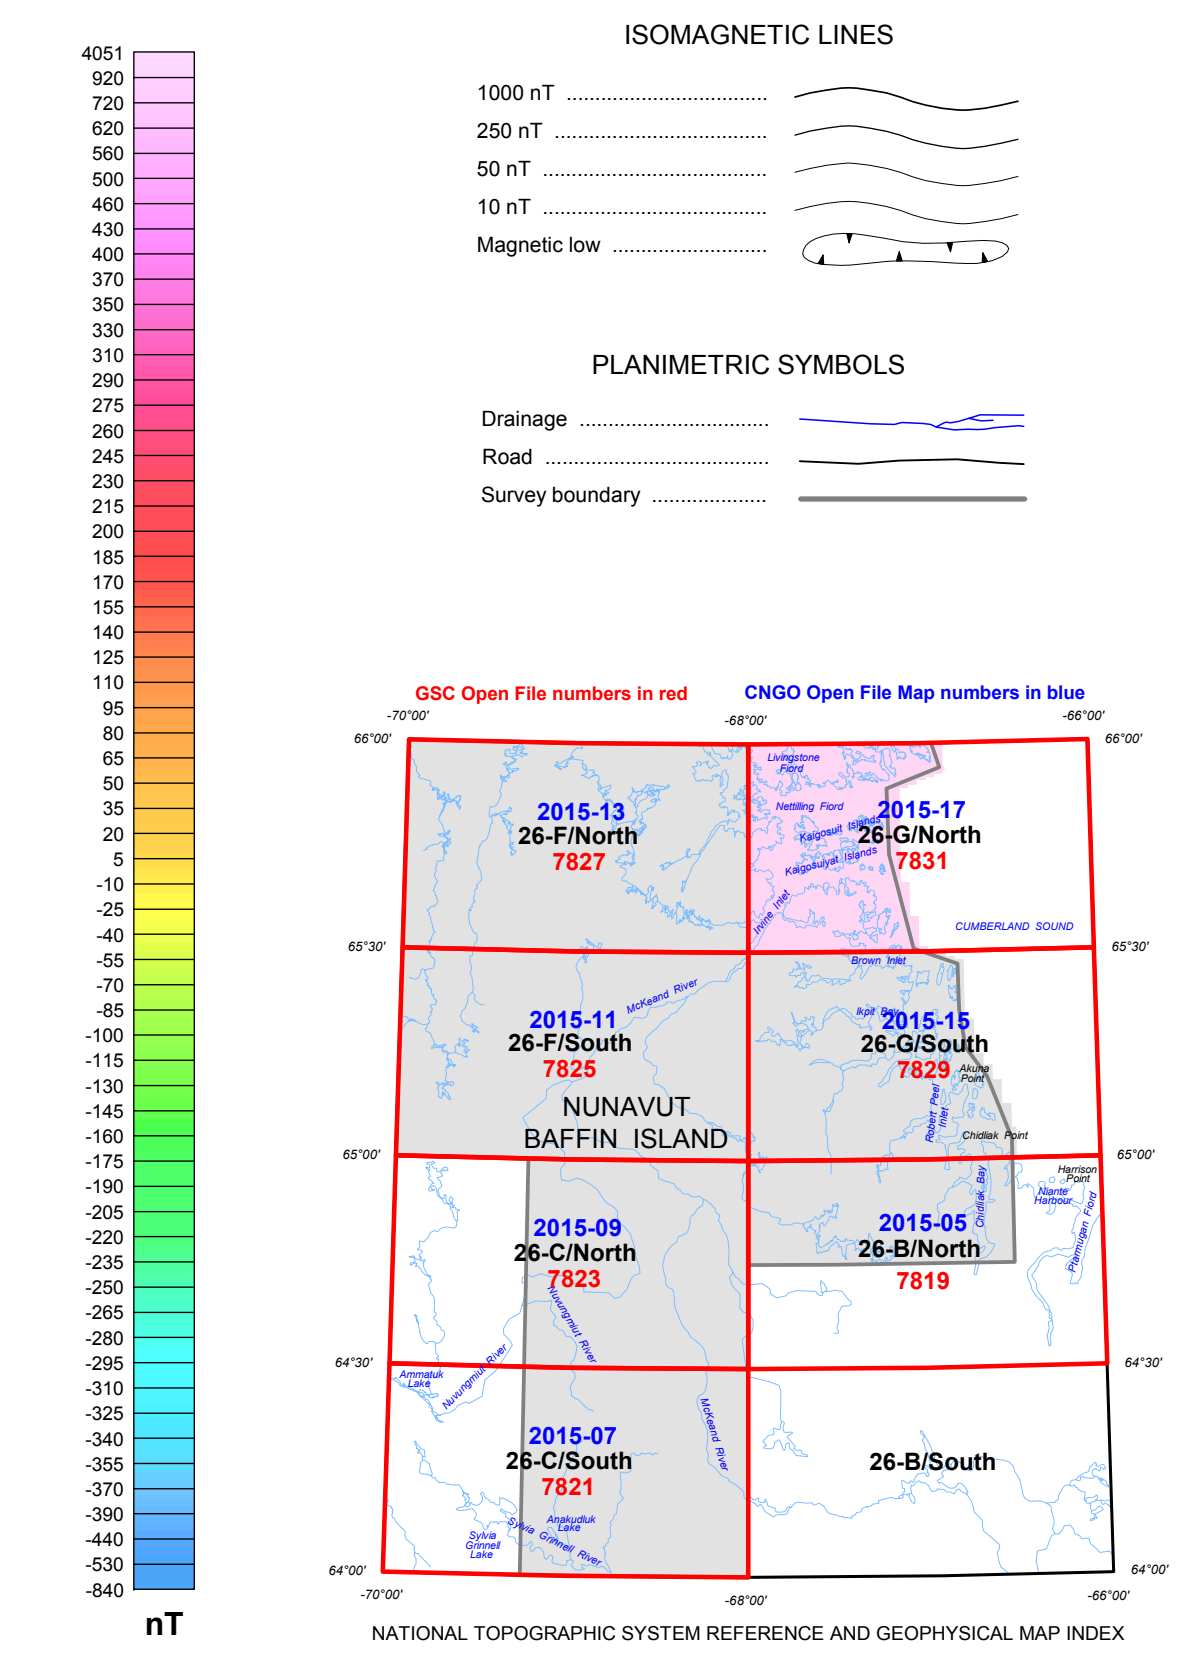 4051
920
720
620
560
500
460
430
400
370
350
330
310
290
275
260
245
230
215
200
185
170
155
140
125
110
95
80
65
50
35
20
5
-10
-25
-40
-55
-70
-85
-100
-115
-130
-145
-160
-175
-190
-205
-220
-235
-250
-265
-280
-295
-310
-325
-340
-355
-370
-390
-440
-530
-840
nT
ISOMAGNETIC LINES
1000 nT ...................................
250 nT .....................................
50 nT .......................................
10 nT .......................................
Magnetic low ...........................
PLANIMETRIC SYMBOLS
Drainage ................................
Road ......................................
Survey boundary ...................
GSC Open File numbers in red
CNGO Open File Map numbers in blue
-70°00'
-68°00'
-66°00'
66°00'
66°00'
Livingstone
Fiord
Nettilling Fiord
2015-13
26-F/North
7827
2015-17
26-G/North
7831
Kaigosuit Islands
Kaigosuiyat Islands
Irvine Inlet
CUMBERLAND SOUND
65°30'
65°30'
Brown Inlet
McKeand River
Ikpit Bay
2015-11
26-F/South
7825
2015-15
26-G/South
7829
Akuna
Point
Robert Peel
Inlet
NUNAVUT
BAFFIN ISLAND
Chidliak Point
65°00'
65°00'
Harrison
Point
Niante
Harbour
Chidliak Bay
Ptarmugan Fiord
2015-09
26-C/North
7823
2015-05
26-B/North
7819
Nuvungmiut River
Nuvungmiut River
64°30'
64°30'
Ammatuk
Lake
McKeand River
2015-07
26-C/South
7821
26-B/South
Anakudluk
Lake
Sylvia Grinnell River
Sylvia
Grinnell
Lake
64°00'
64°00'
-70°00'
-68°00'
-66°00'
NATIONAL TOPOGRAPHIC SYSTEM REFERENCE AND GEOPHYSICAL MAP INDEX